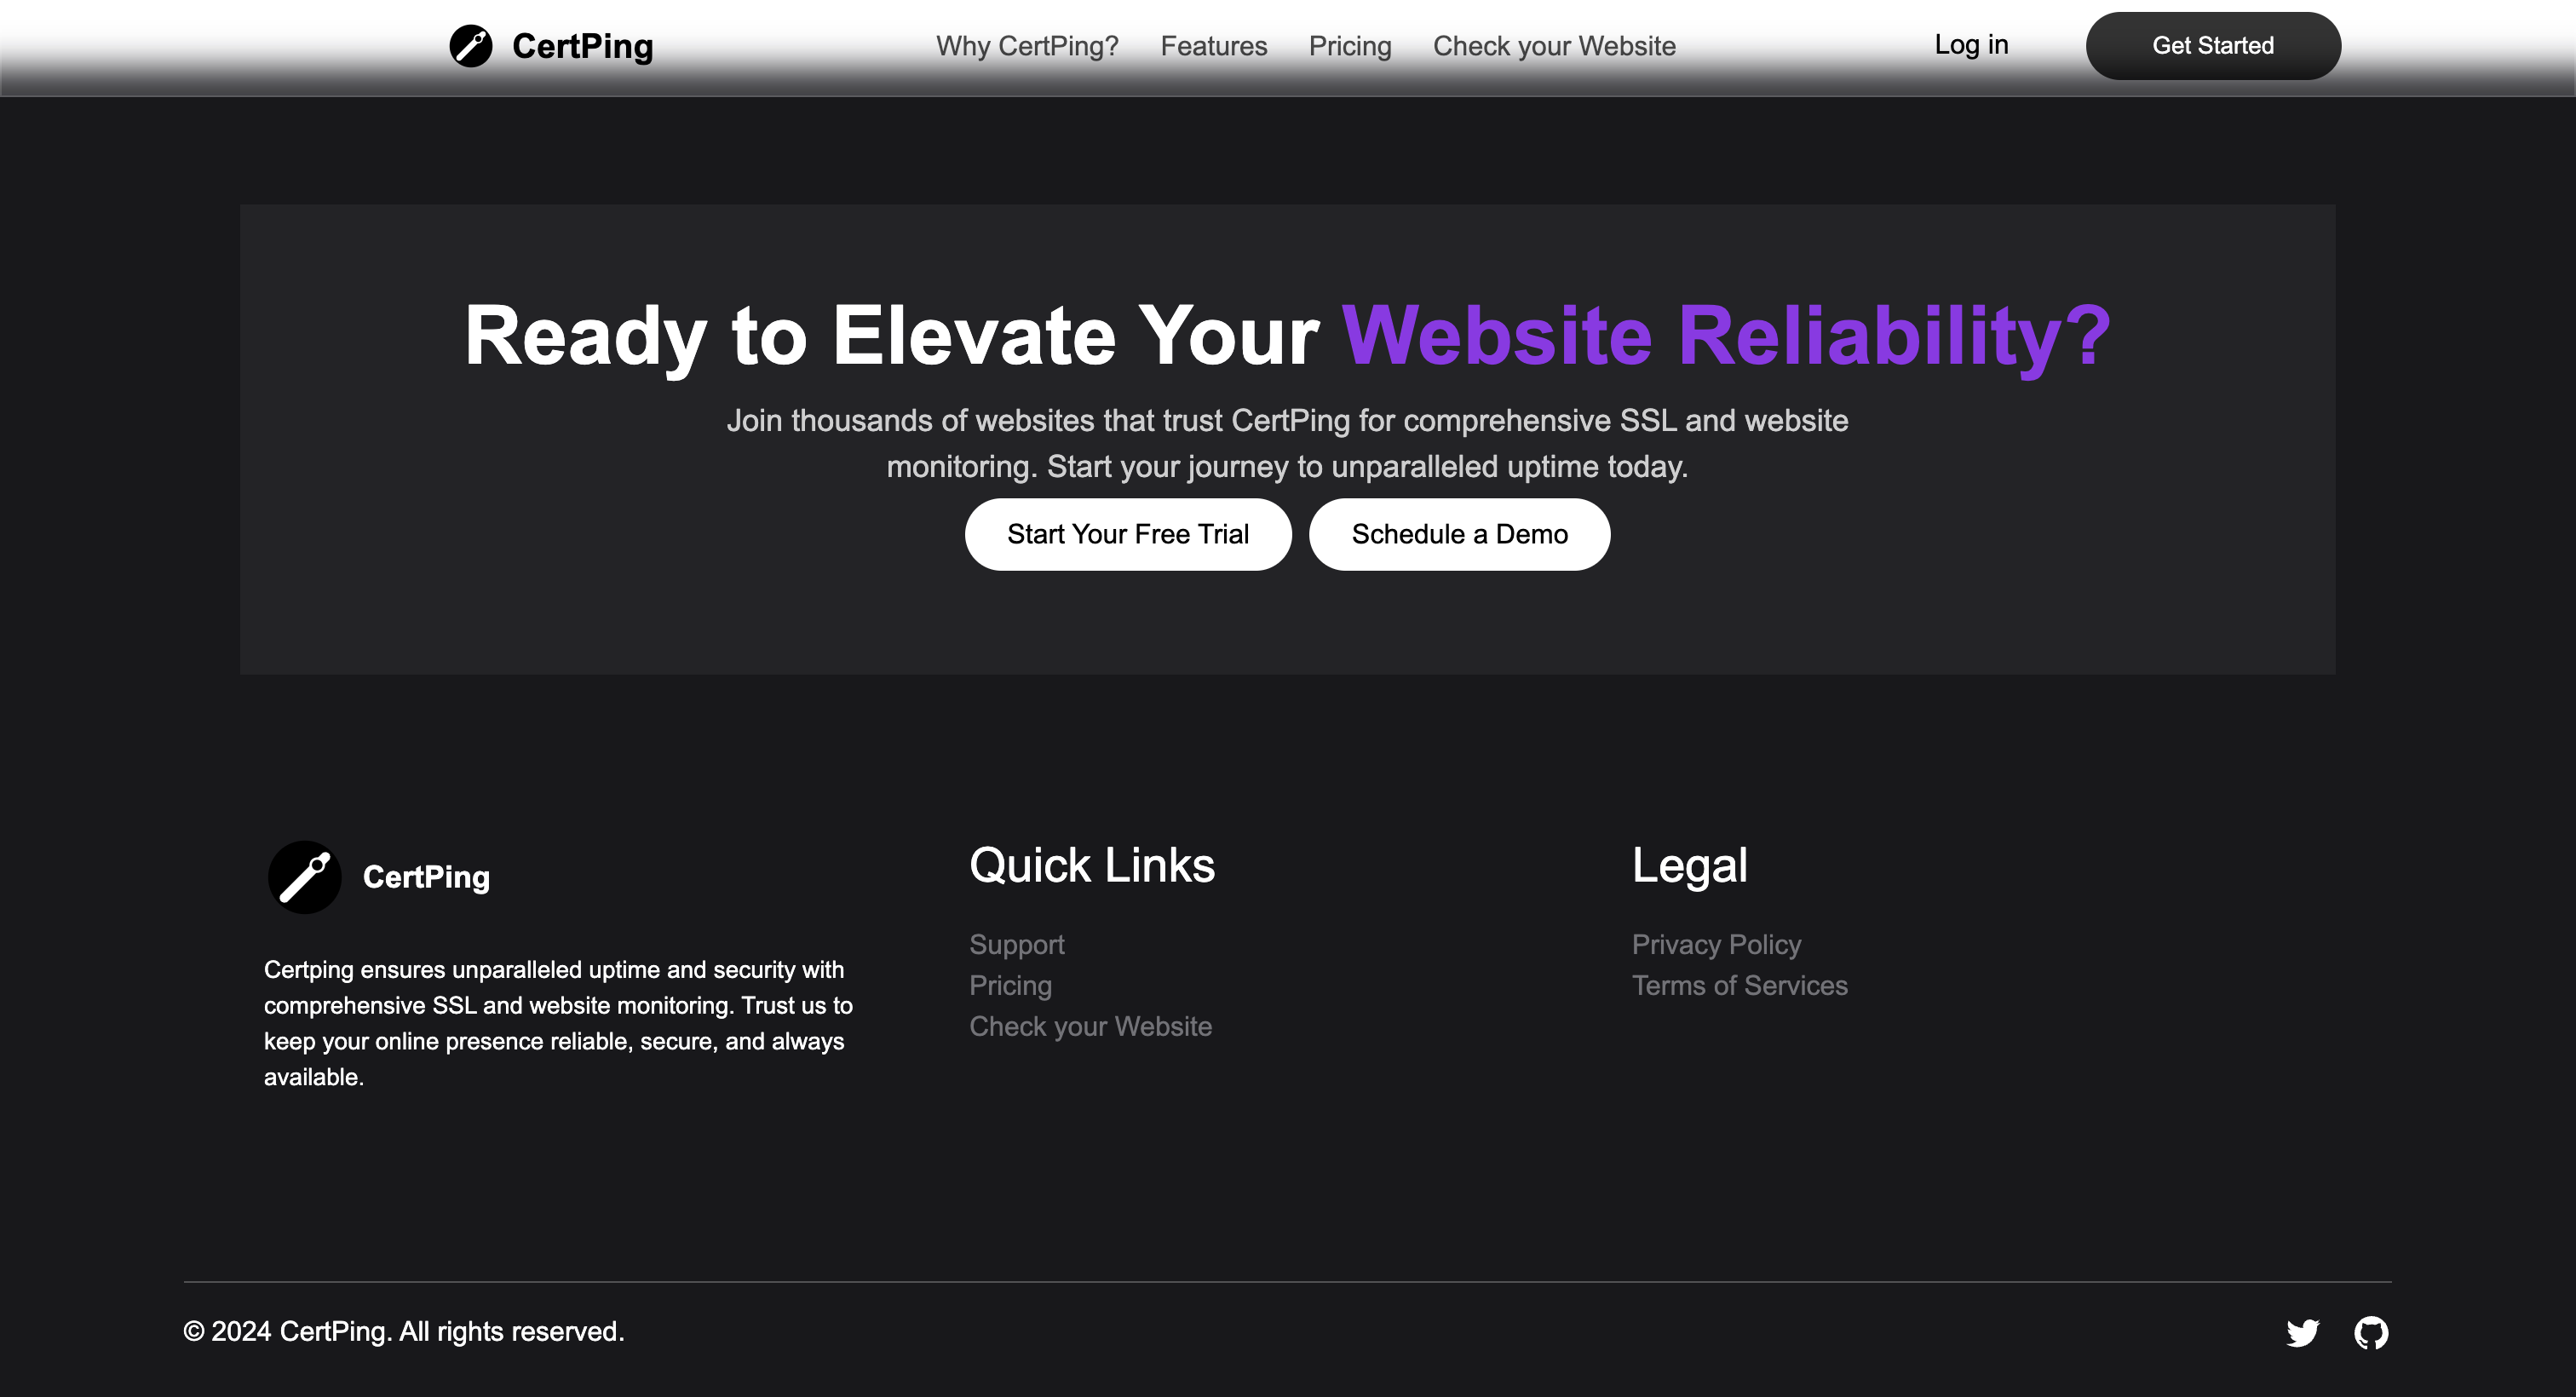 CertPing
Why CertPing? Features Pricing Check your Website
Log in
Get Started
Ready to Elevate Your Website Reliability?
Join thousands of websites that trust CertPing for comprehensive SSL and website
monitoring. Start your journey to unparalleled uptime today.
Start Your Free Trial
Schedule a Demo
CertPing
Certping ensures unparalleled uptime and security with
comprehensive SSL and website monitoring. Trust us to
keep your online presence reliable, secure, and always
available.
Quick Links
Support
Pricing
Check your Website
Legal
Privacy Policy
Terms of Services
© 2024 CertPing. All rights reserved.